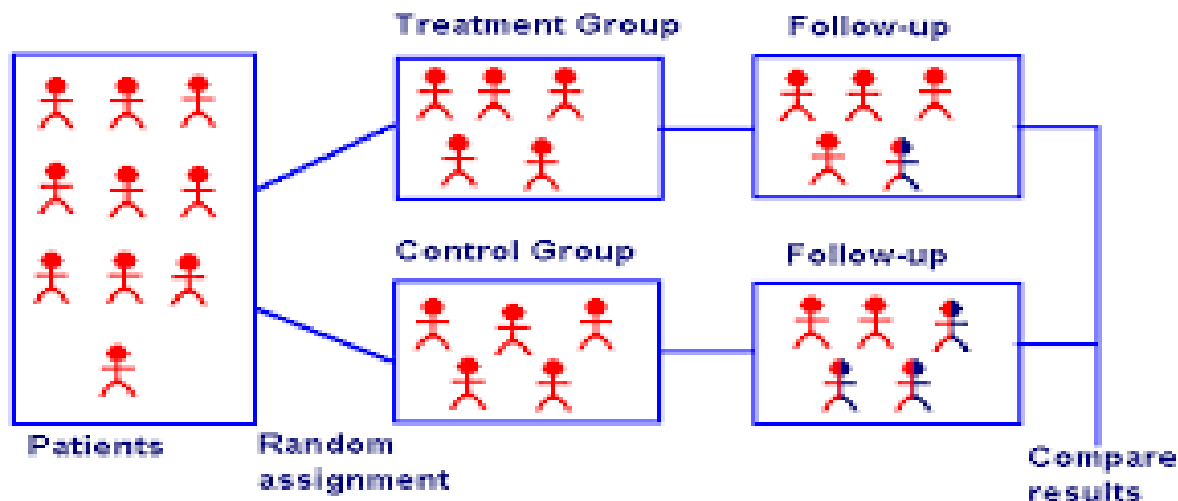 Treatment Group
Follow-up
Control Group
Follow-up
Patients
Random
assignment
Compare
results